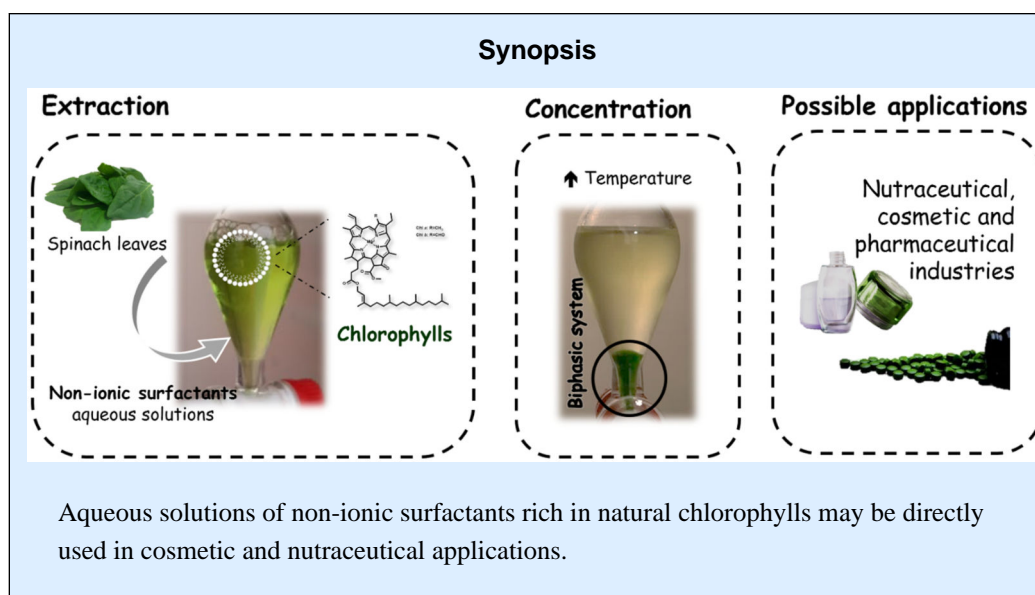 Synopsis
Extraction
Spinach leaves
Non-ionic surfactants
aqueous solutions
Chlorophylls
Concentration
🡅 Temperature
Biphasic system
Possible applications
Nutraceutical,
cosmetic and
pharmaceutical
industries
Aqueous solutions of non-ionic surfactants rich in natural chlorophylls may be directly
used in cosmetic and nutraceutical applications.